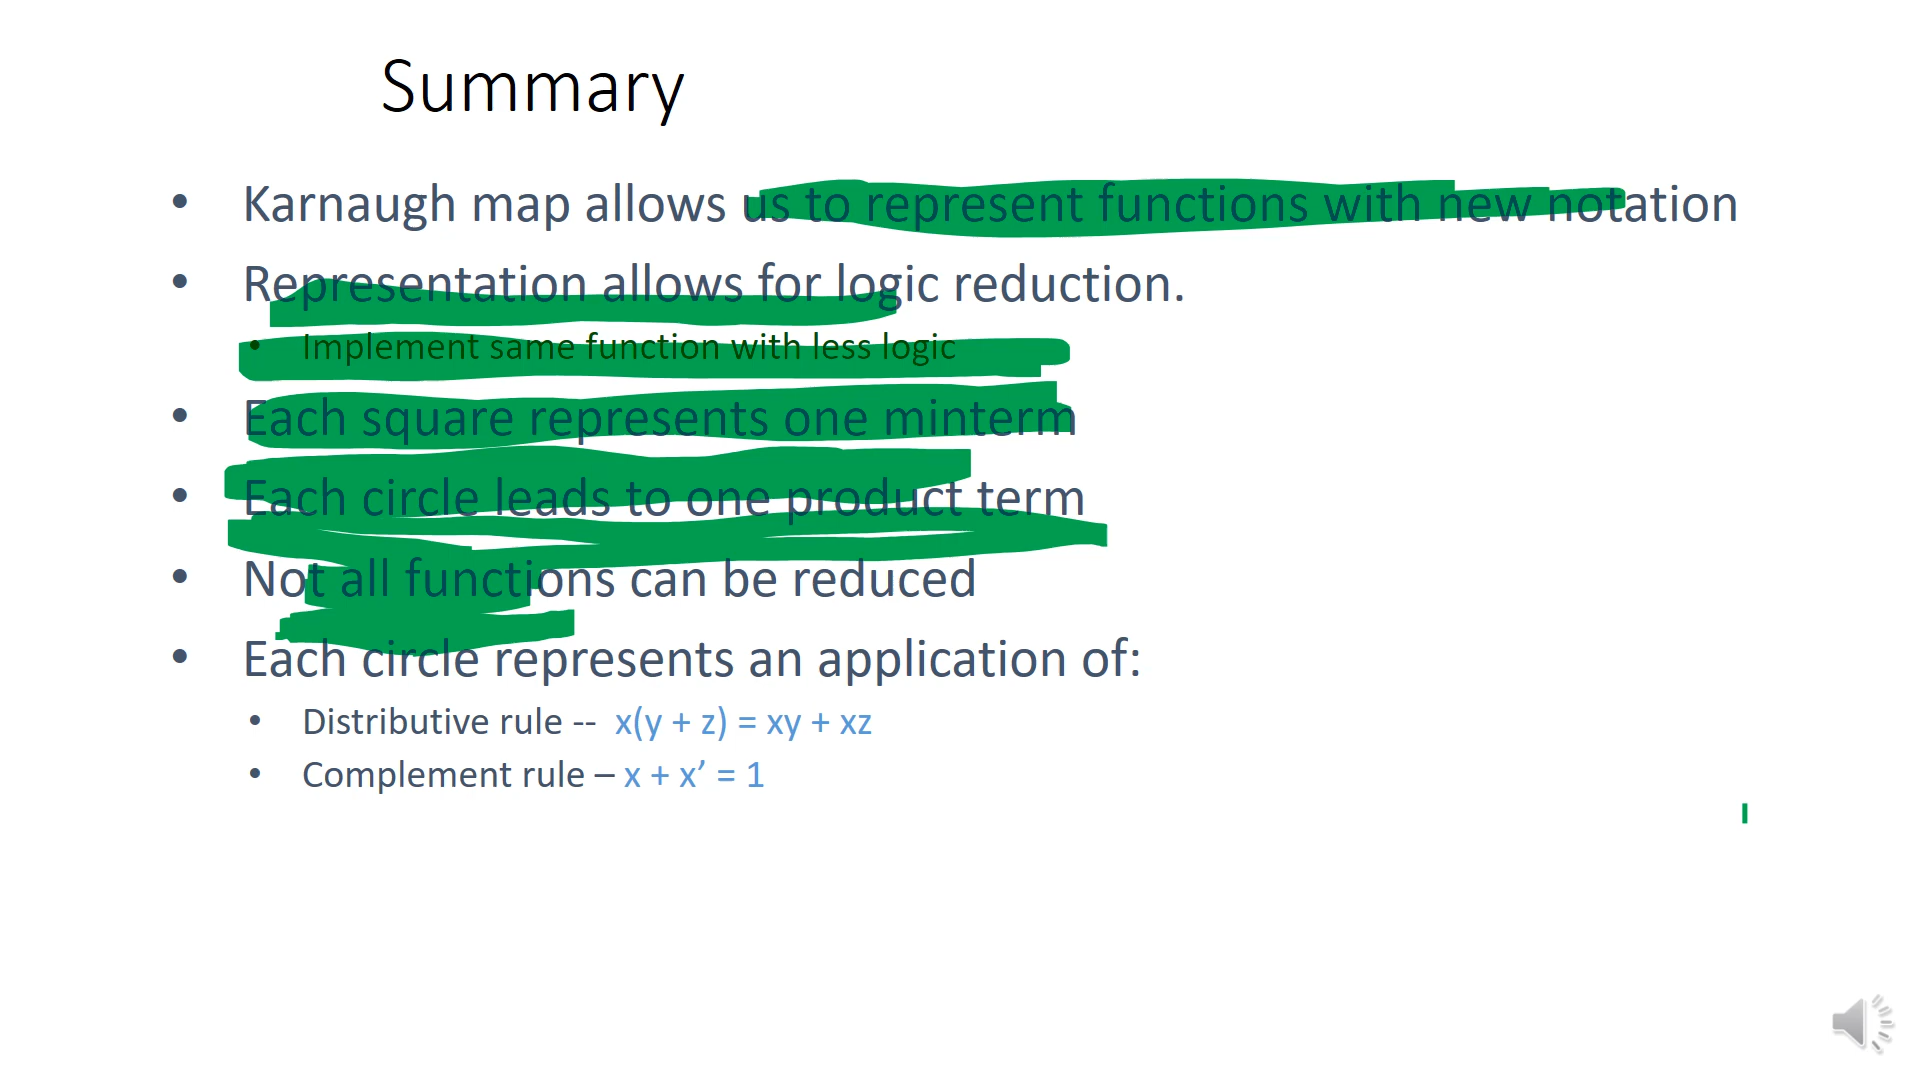 Summary
• Karnaugh map allows us to represent functions with new notation
• Representation allows for logic reduction.
• Implement same function with less logic
• Each square represents one minterm
• Each circle leads to one product term
• Not all functions can be reduced
• Each circle represents an application of:
• Distributive rule -- x(y + z) = xy + xz
• Complement rule – x + x’ = 1